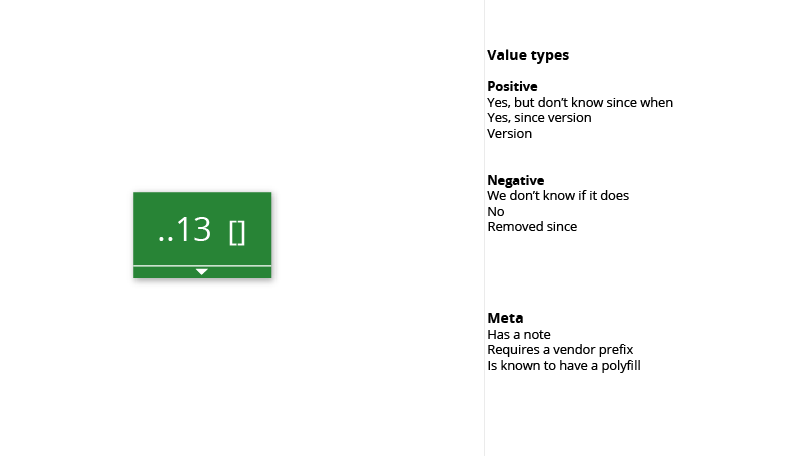 ..13 []
Value types
Positive
Yes, but don't know since when
Yes, since version
Version
Negative
We don't know if it does
No
Removed since
Meta
Has a note
Requires a vendor prefix
Is known to have a polyfill